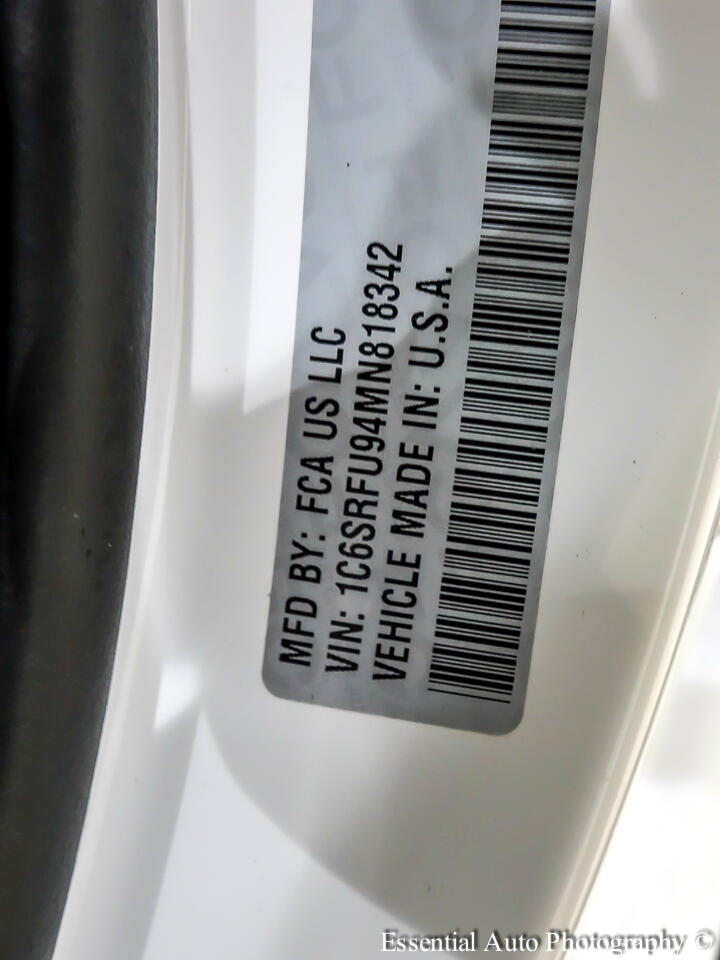 MFD BY: FCA US LLC
VIN: 1C6SRFU94MN818342
VEHICLE MADE IN: U.S.A.
Essential Auto Photography ©